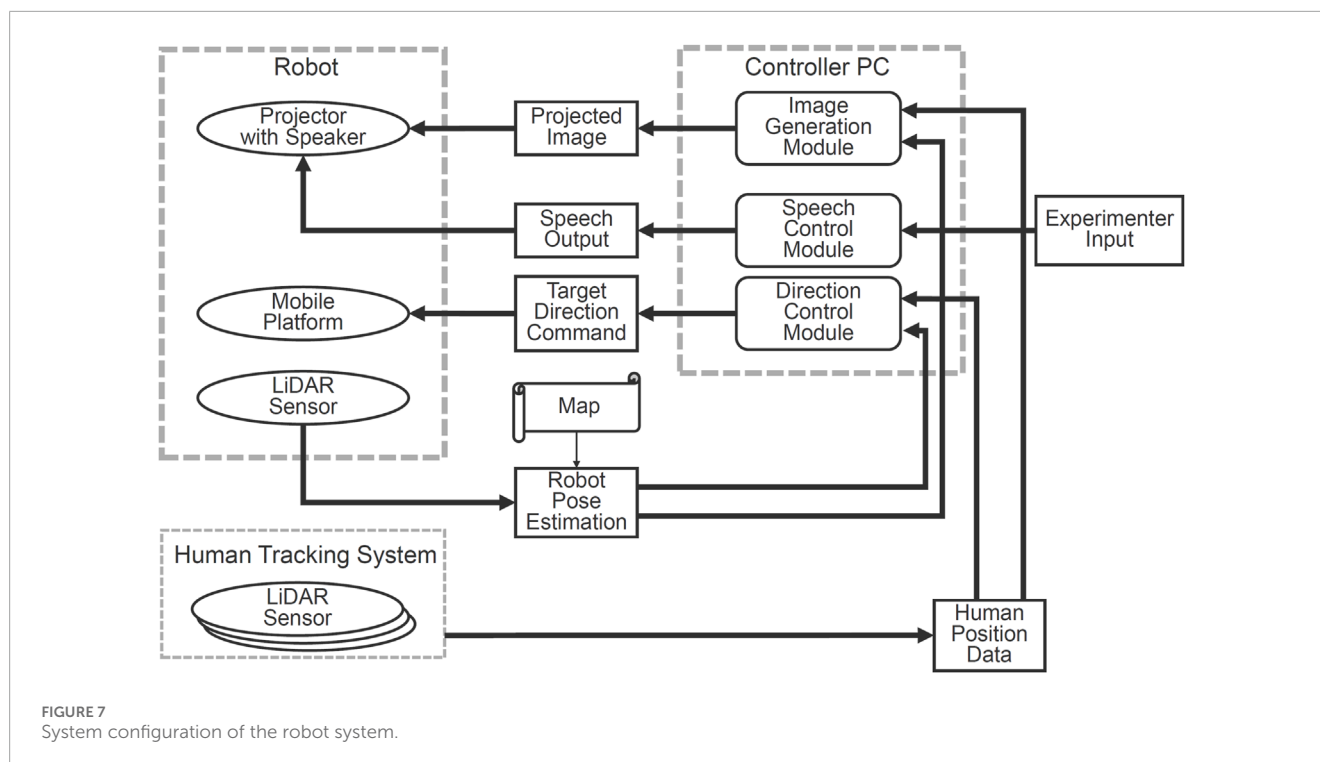 Robot
Controller PC
Projector
with Speaker
Projected
Image
Image
Generation
Module
Speech
Output
Speech
Control
Module
Experimenter
Input
Mobile
Platform
Target
Direction
Command
Direction
Control
Module
LiDAR
Sensor
Map
Robot
Pose
Estimation
Human Tracking System
LiDAR
Sensor
Human
Position
Data
FIGURE 7
System configuration of the robot system.